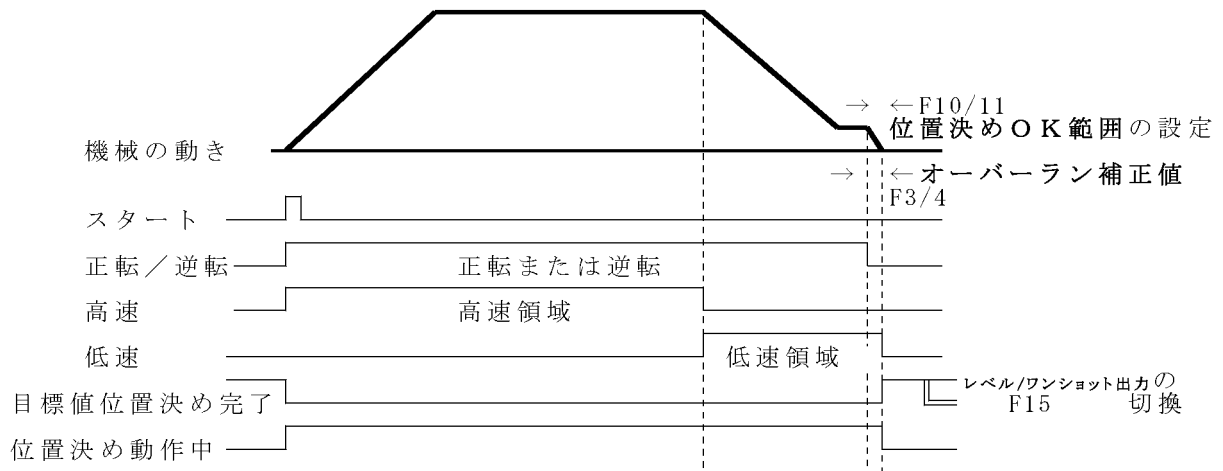 → ←F10/11
位置決めOK範囲の設定
機械の動き
→ ←オーバーラン補正値
F3/4
スタート
正転/逆転 正転または逆転
高速 高速領域
低速 低速領域
目標値位置決め完了 レベル/ワンショット出力の
F15 切換
位置決め動作中